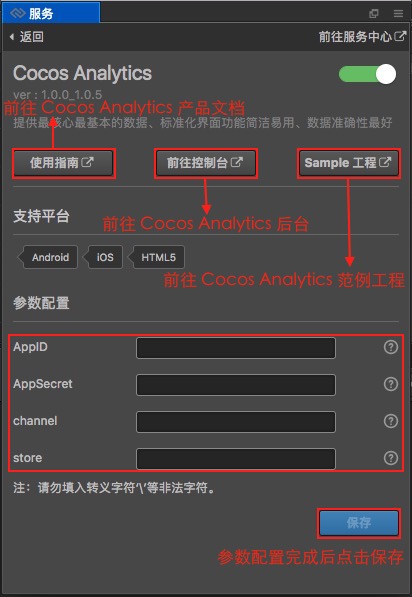 服务
返回
前往服务中心
Cocos Analytics
ver : 1.0.0_1.0.5
前往 Cocos Analytics 产品文档
提供最核心最基本的数据、标准化界面功能简洁易用、数据准确性最好
使用指南
前往控制台
Sample 工程
支持平台
前往 Cocos Analytics 后台
Android
iOS
HTML5
前往 Cocos Analytics 范例工程
参数配置
AppID
AppSecret
channel
store
注：请勿填入转义字符'\'等非法字符。
保存
参数配置完成后点击保存